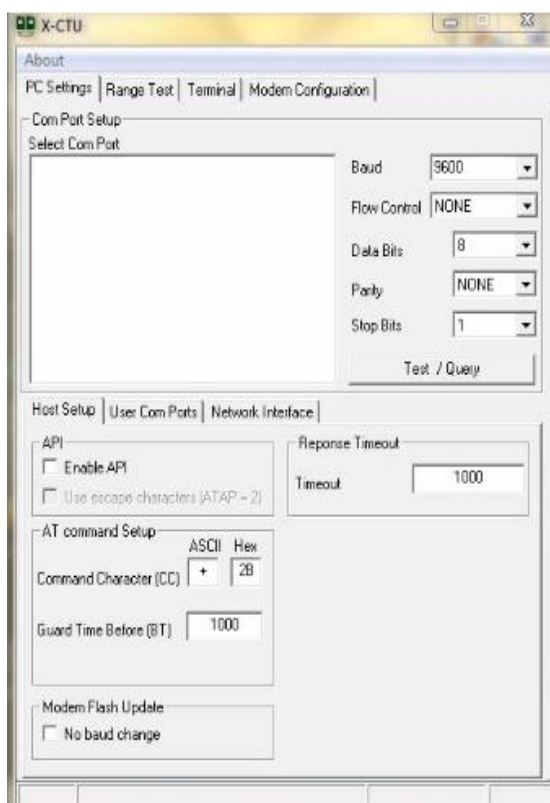 X-CTU
About
PC Settings Range Test Terminal Modem Configuration
Com Port Setup
Select Com Port
Baud 9600
Flow Control NONE
Data Bits 8
Parity NONE
Stop Bits 1
Test / Query
Host Setup User Com Ports Network Interface
API
Enable API
Use escape characters (ATAP = 2)
Reponse Timeout
Timeout 1000
AT command Setup
ASCII Hex
Command Character (CC) + 2B
Guard Time Before (BT) 1000
Modem Flash Update
No baud change